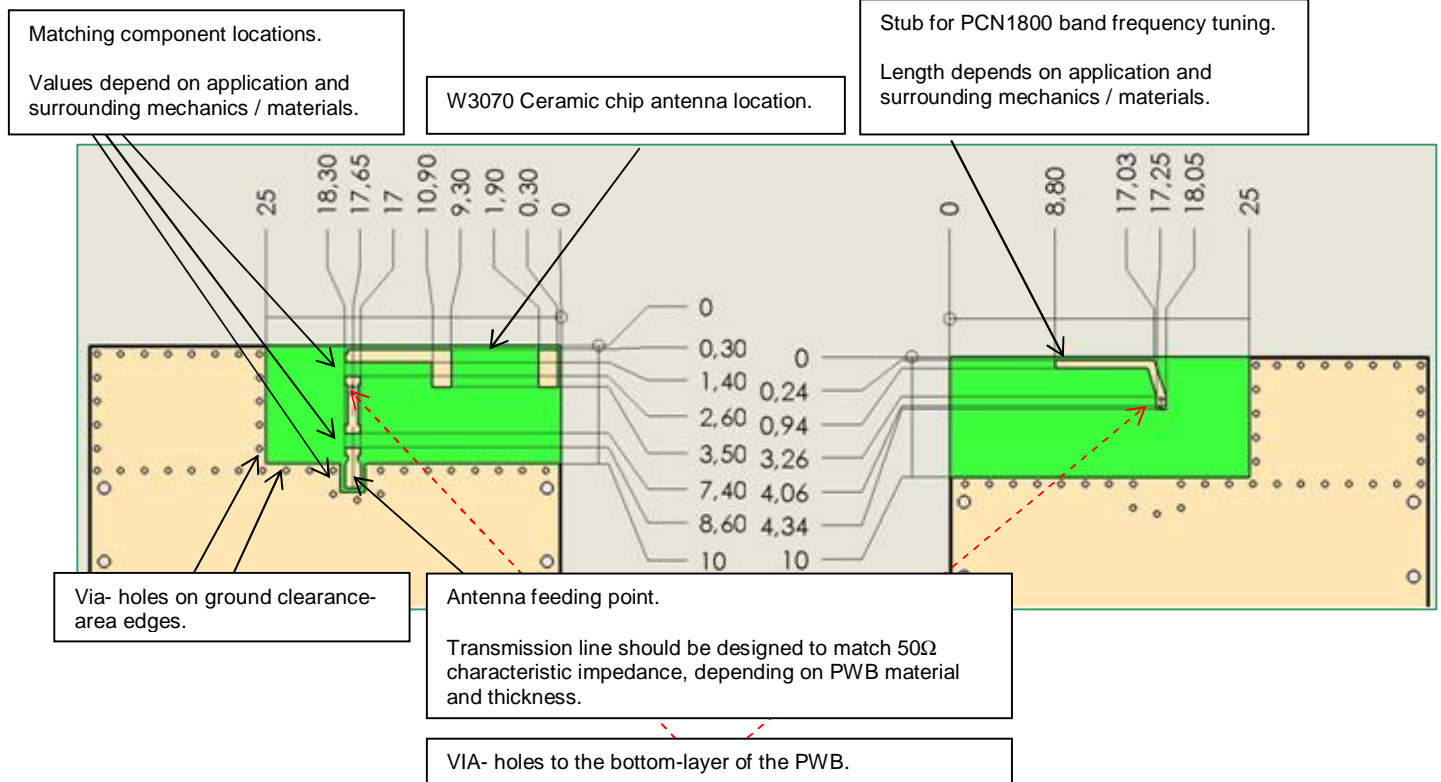 Matching component locations.
Values depend on application and
surrounding mechanics / materials.
W3070 Ceramic chip antenna location.
Stub for PCN1800 band frequency tuning.
Length depends on application and
surrounding mechanics / materials.
25
18,30
17,65
17
10,90
9,30
1,90
0,30
0
0
0,30
1,40
2,60
3,50
7,40
8,60
10
0
8,80
17,03
17,25
18,05
25
0
0,24
0,94
3,26
4,06
4,34
10
Via- holes on ground clearance-
area edges.
Antenna feeding point.
Transmission line should be designed to match 50Ω
characteristic impedance, depending on PWB material
and thickness.
VIA- holes to the bottom-layer of the PWB.